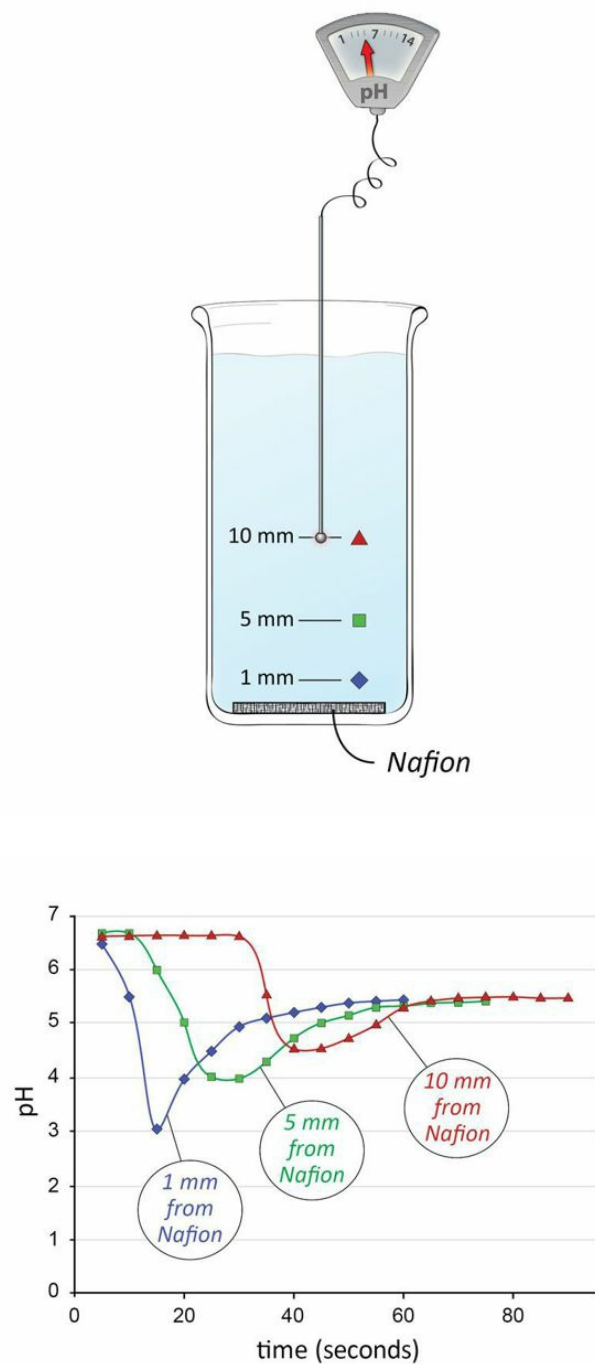 1 7 14
pH
10 mm
5 mm
1 mm
Nafion
7
6
5
4
3
2
1
0
pH
1 mm
from
Nafion
5 mm
from
Nafion
10 mm
from
Nafion
0 20 40 60 80
time (seconds)